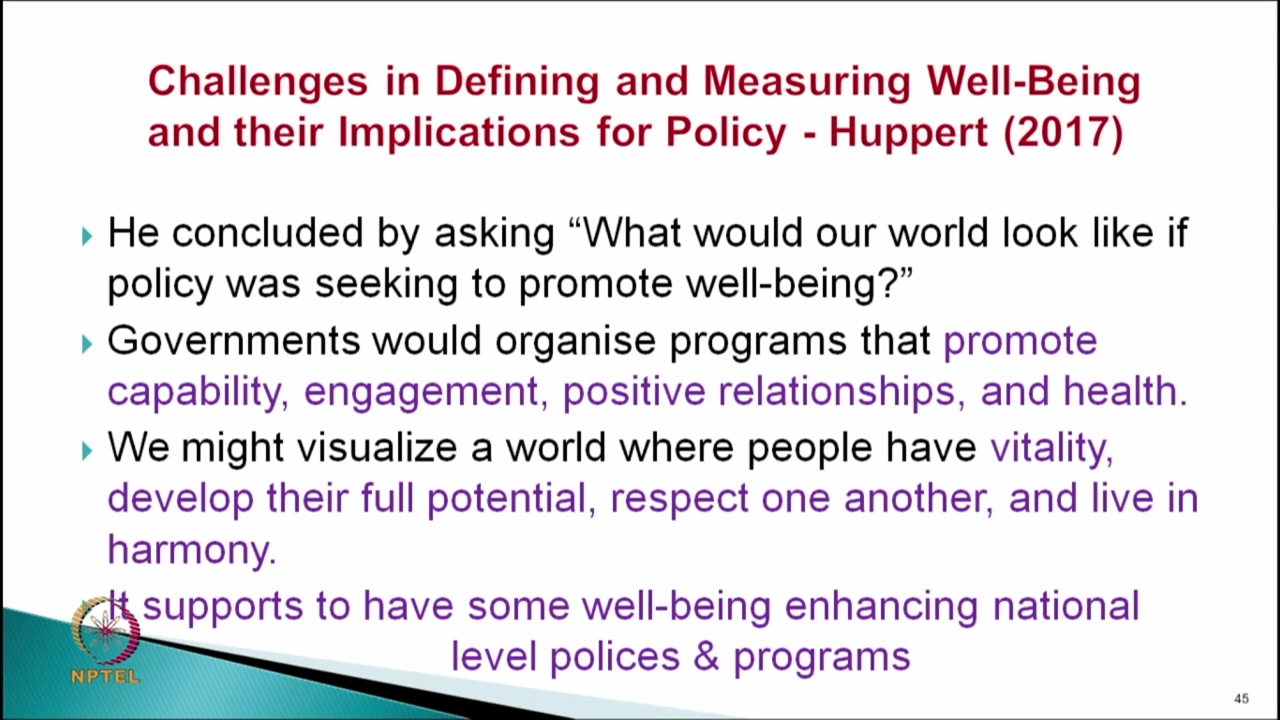 Challenges in Defining and Measuring Well-Being
and their Implications for Policy - Huppert (2017)
He concluded by asking “What would our world look like if
policy was seeking to promote well-being?”
Governments would organise programs that promote
capability, engagement, positive relationships, and health.
We might visualize a world where people have vitality,
develop their full potential, respect one another, and live in
harmony.
It supports to have some well-being enhancing national
level polices & programs
NPTEL
45